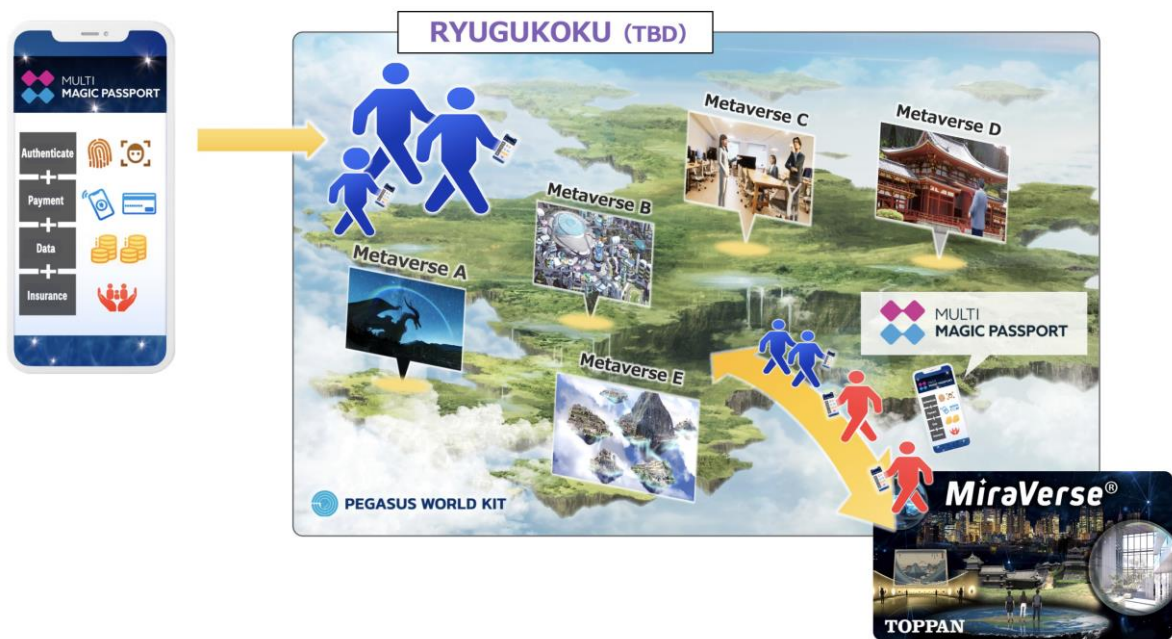 RYUGUKOKU (TBD)
MULTI
MAGIC PASSPORT
Authenticate
Payment
Data
Insurance
Metaverse A
Metaverse B
Metaverse C
Metaverse D
Metaverse E
MULTI
MAGIC PASSPORT
PEGASUS WORLD KIT
MiraVerse®
TOPPAN